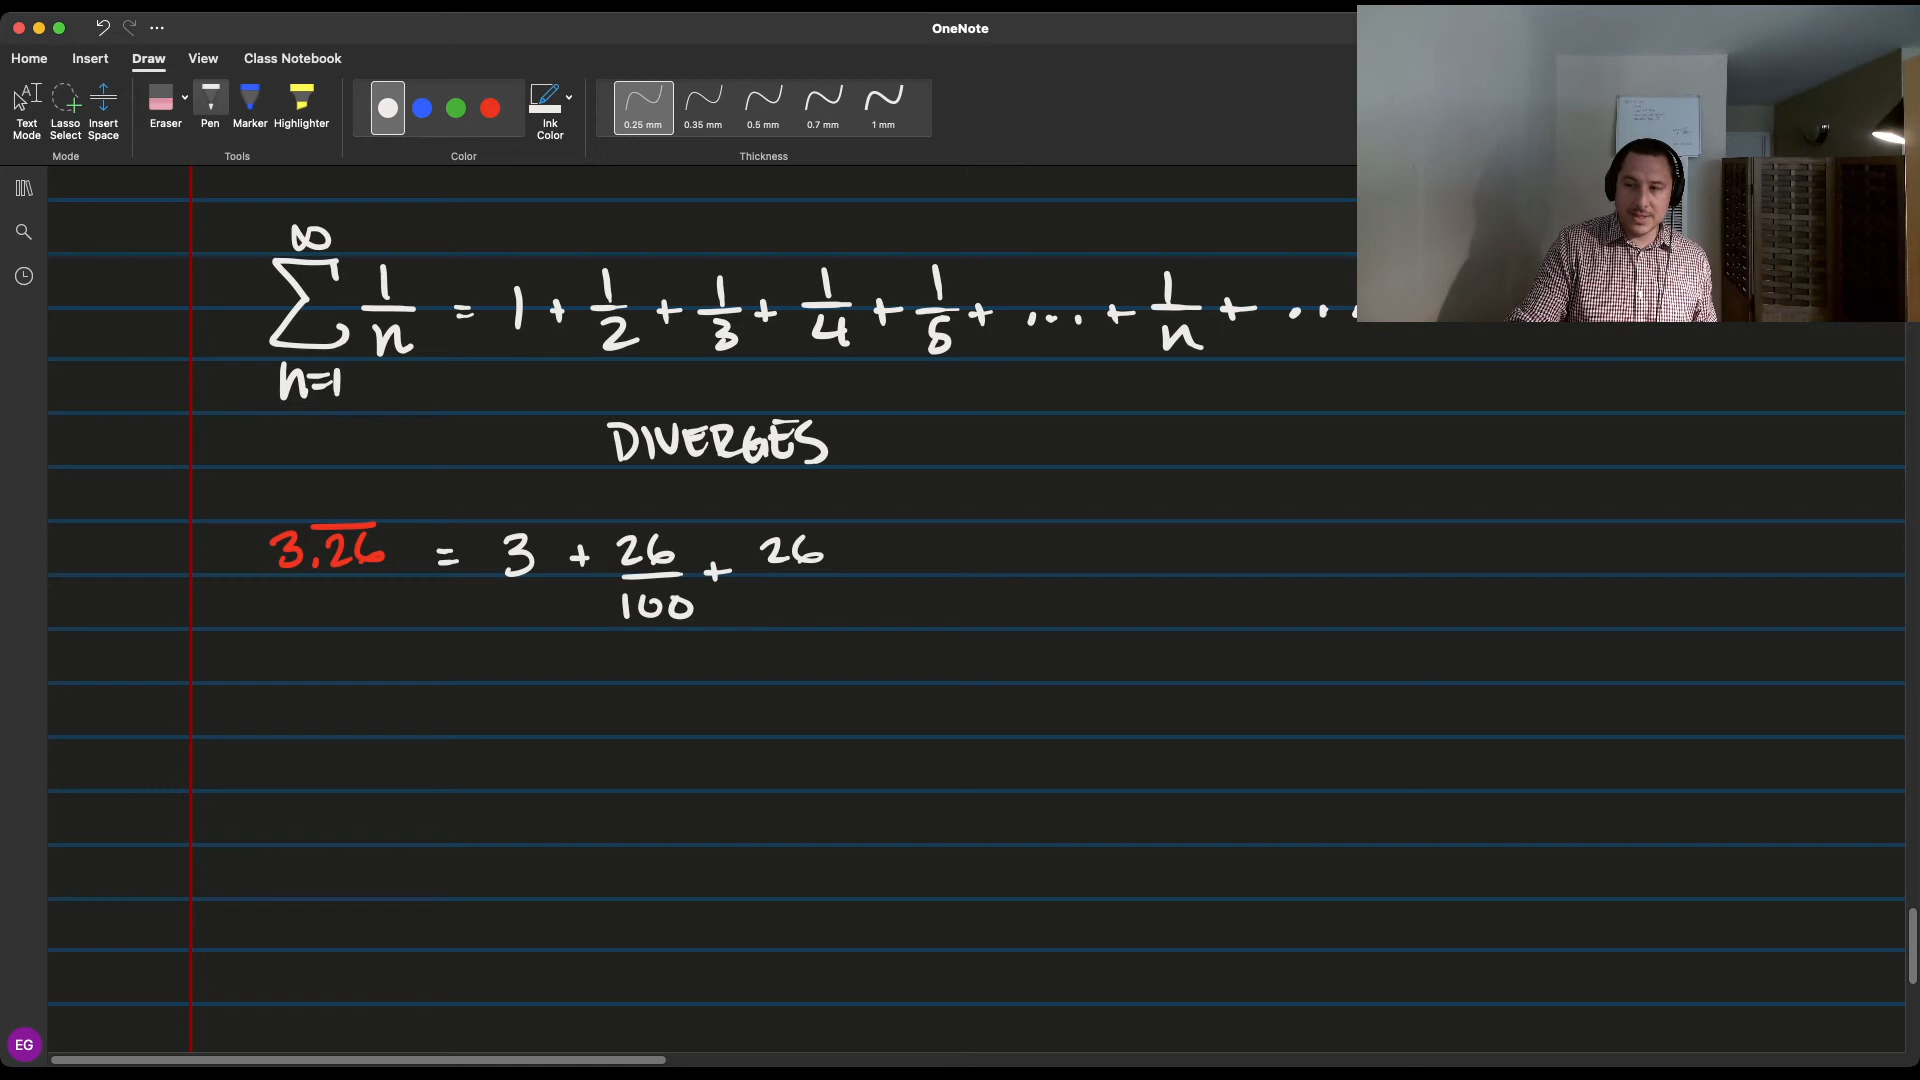 OneNote
Home Insert Draw View Class Notebook
Text Mode Lasso Select Insert Space Eraser Pen Marker Highlighter Ink Color 0.25 mm 0.35 mm 0.5 mm 0.7 mm 1 mm
Mode Tools Color Thickness
∞
∑ 1/n = 1 + 1/2 + 1/3 + 1/4 + 1/5 + ... + 1/n + ...
n=1
DIVERGES
3.2̅6̅ = 3 + 26/100 + 26
EG